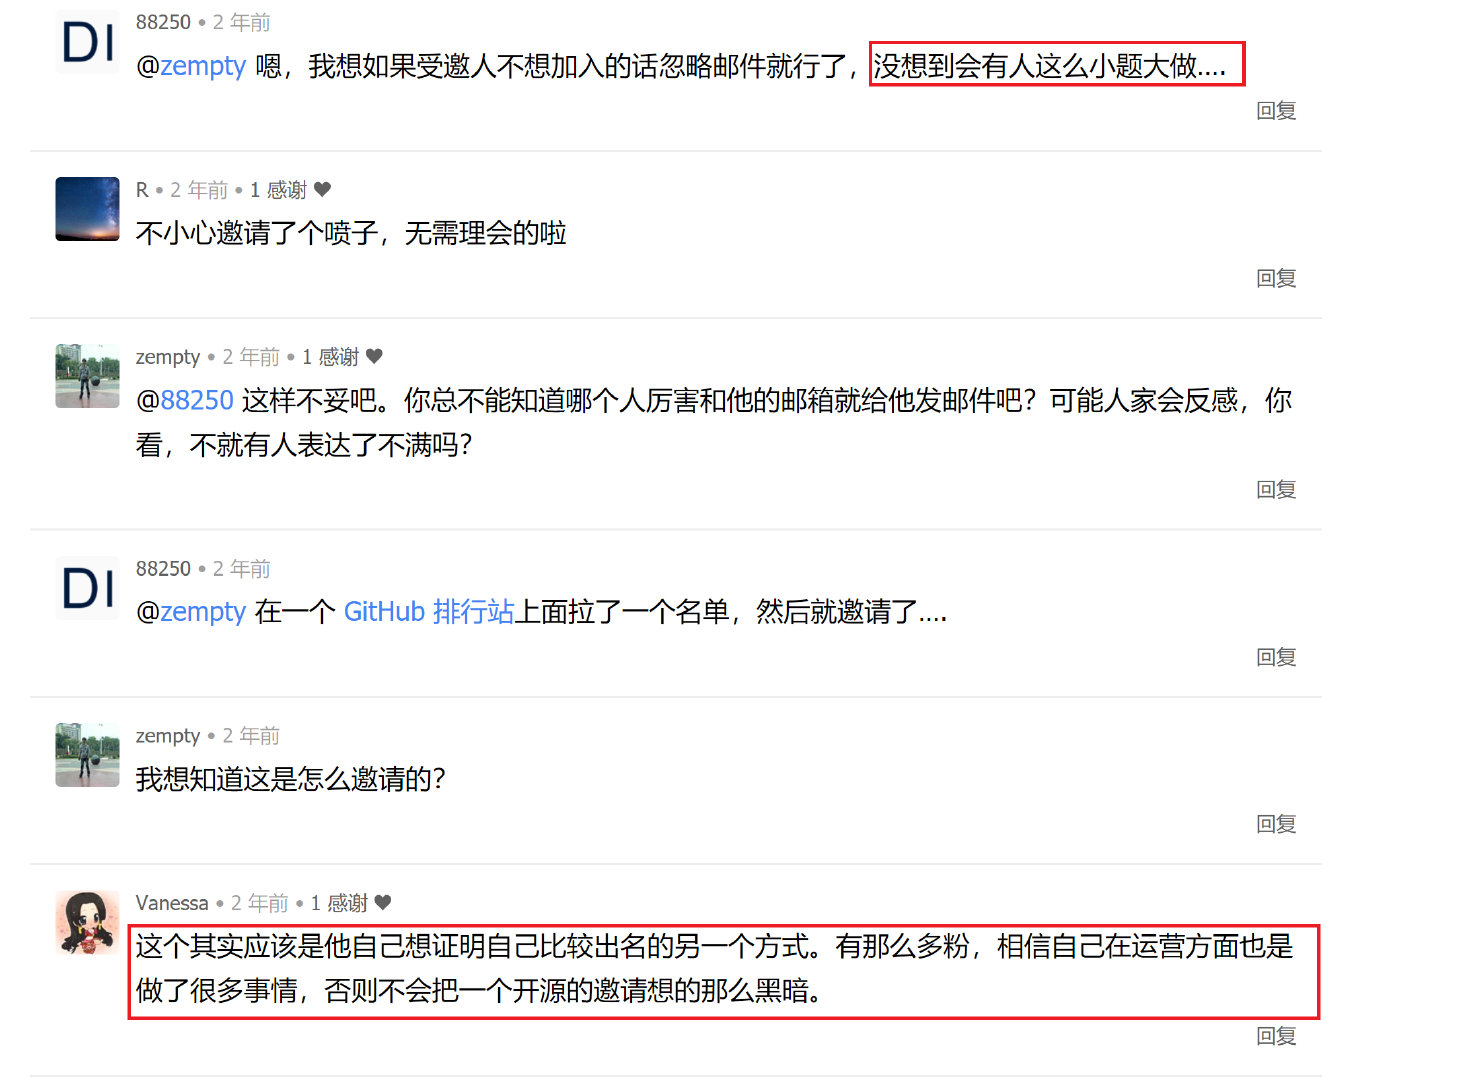 DI
88250 • 2 年前
@zempty 嗯，我想如果受邀人不想加入的话忽略邮件就行了，没想到会有人这么小题大做....
回复
R • 2 年前 • 1 感谢 ♥
不小心邀请了个喷子，无需理会的啦
回复
zempty • 2 年前 • 1 感谢 ♥
@88250 这样不妥吧。你总不能知道哪个人厉害和他的邮箱就给他发邮件吧？可能人家会反感，你
看，不就有人表达了不满吗？
回复
DI
88250 • 2 年前
@zempty 在一个 GitHub 排行站上面拉了一个名单，然后就邀请了....
回复
zempty • 2 年前
我想知道这是怎么邀请的？
回复
Vanessa • 2 年前 • 1 感谢 ♥
这个其实应该是他自己想证明自己比较出名的另一个方式。有那么多粉，相信自己在运营方面也是
做了很多事情，否则不会把一个开源的邀请想的那么黑暗。
回复